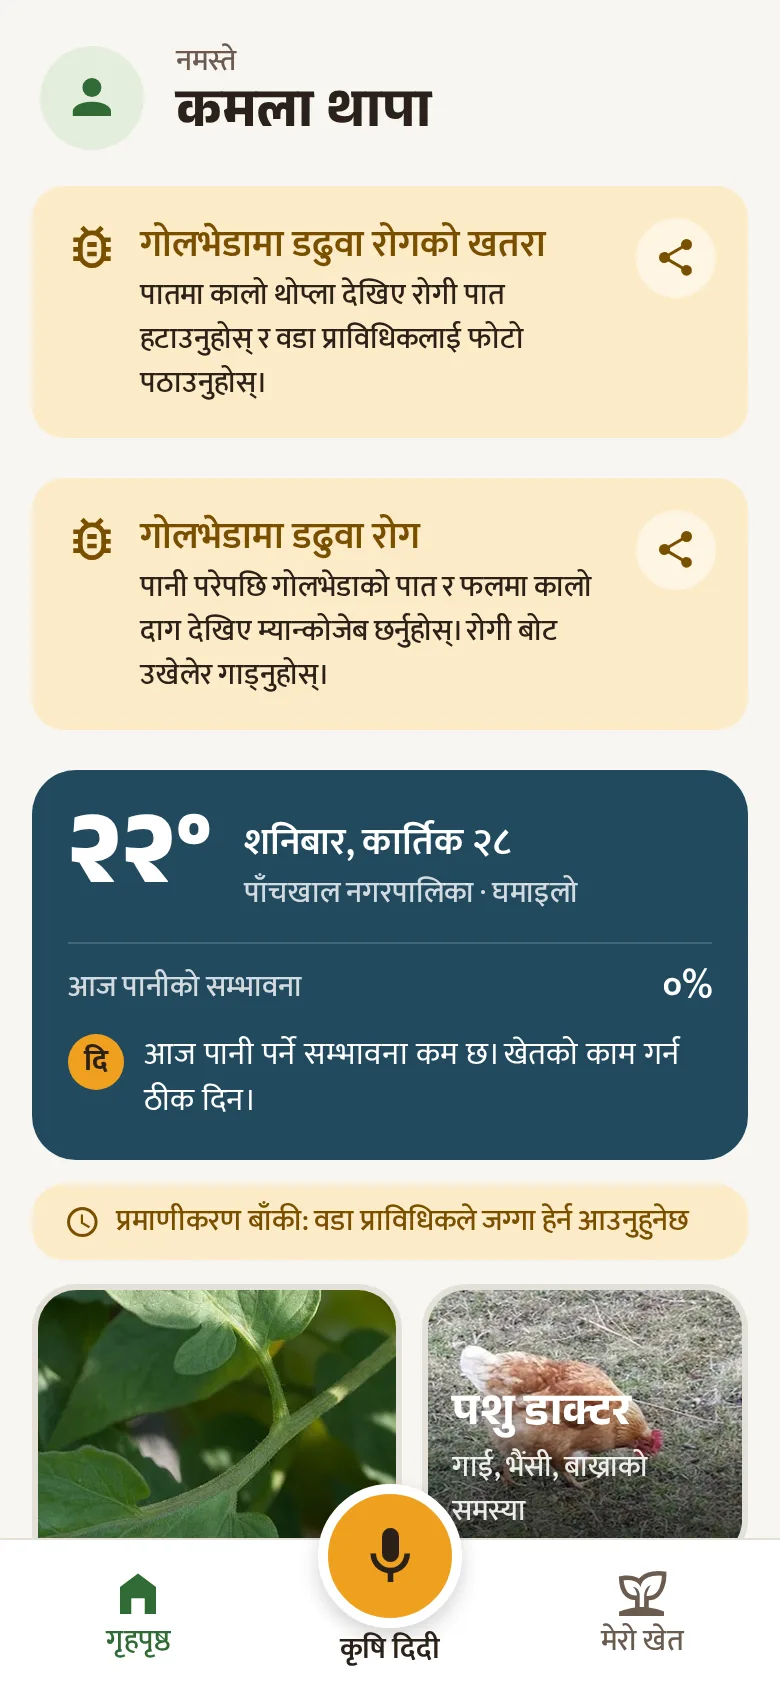 नमस्ते
कमला थापा
गोलभेडामा डढुवा रोगको खतरा
पातमा कालो थोप्ला देखिए रोगी पात
हटाउनुहोस् र वडा प्राविधिकलाई फोटो
पठाउनुहोस्।
गोलभेडामा डढुवा रोग
पानी परेपछि गोलभेडाको पात र फलमा कालो
दाग देखिए म्यान्कोजेब छर्नुहोस्। रोगी बोट
उखेलेर गाड्नुहोस्।
२२°
शनिबार, कार्तिक २८
पाँचखाल नगरपालिका · घमाइलो
आज पानीको सम्भावना
०%
दि
आज पानी पर्ने सम्भावना कम छ। खेतको काम गर्न
ठीक दिन।
प्रमाणीकरण बाँकी: वडा प्राविधिकले जग्गा हेर्न आउनुहुनेछ
पशु डाक्टर
गाई, भैंसी, बाख्राको
समस्या
गृहपृष्ठ
कृषि दिदी
मेरो खेत